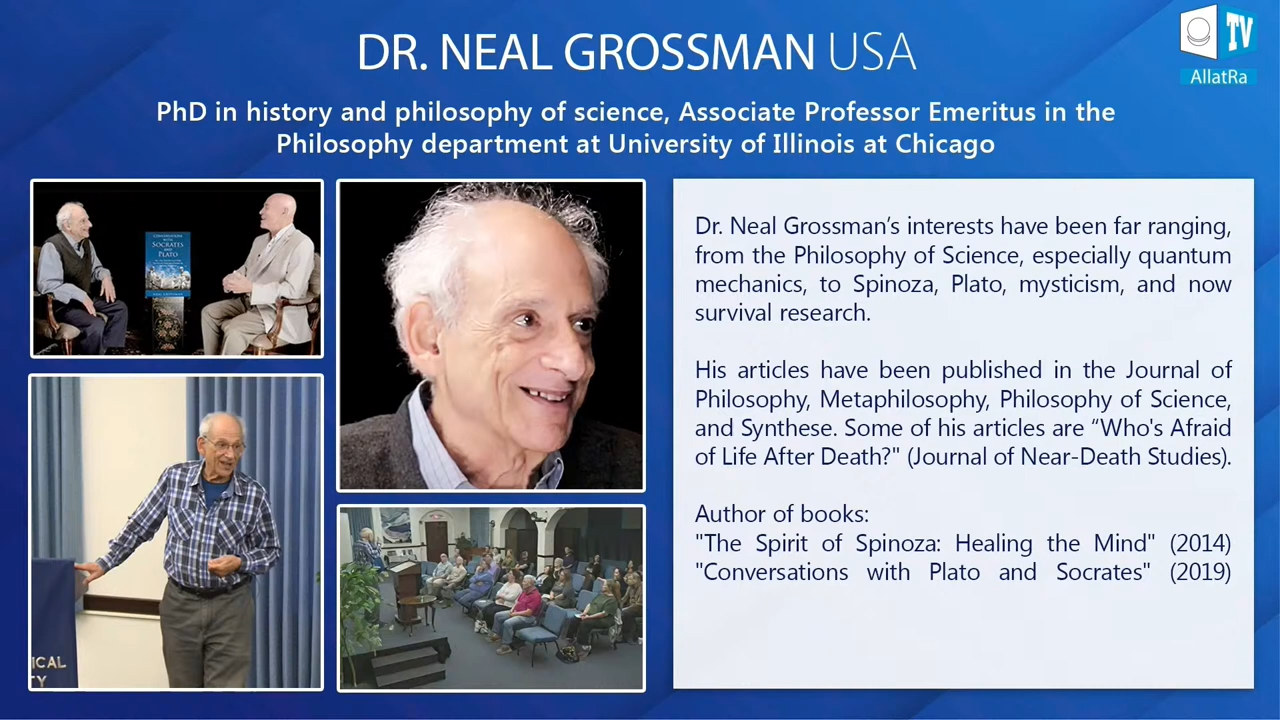 DR. NEAL GROSSMAN USA
TV
AllatRa
PhD in history and philosophy of science, Associate Professor Emeritus in the
Philosophy department at University of Illinois at Chicago
CONVERSATIONS
WITH
SOCRATES
AND
PLATO
NEAL GROSSMAN
ICAL
TY
Dr. Neal Grossman’s interests have been far ranging,
from the Philosophy of Science, especially quantum
mechanics, to Spinoza, Plato, mysticism, and now
survival research.
His articles have been published in the Journal of
Philosophy, Metaphilosophy, Philosophy of Science,
and Synthese. Some of his articles are “Who's Afraid
of Life After Death?" (Journal of Near-Death Studies).
Author of books:
"The Spirit of Spinoza: Healing the Mind" (2014)
"Conversations with Plato and Socrates" (2019)